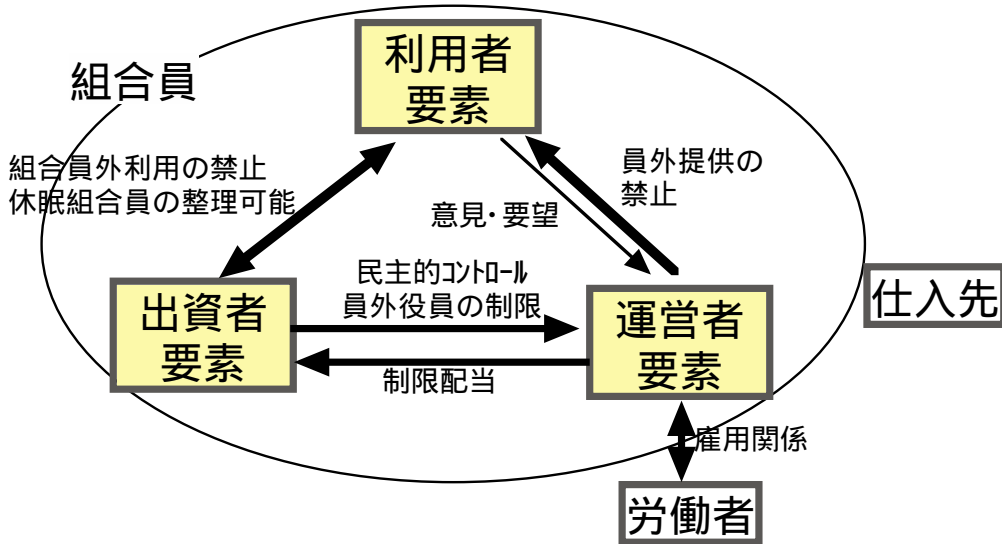 利用者
要素
組合員
組合員外利用の禁止
休眠組合員の整理可能
員外提供の
禁止
意見・要望
民主的ｺﾝﾄﾛｰﾙ
員外役員の制限
出資者
要素
運営者
要素
仕入先
制限配当
雇用関係
労働者